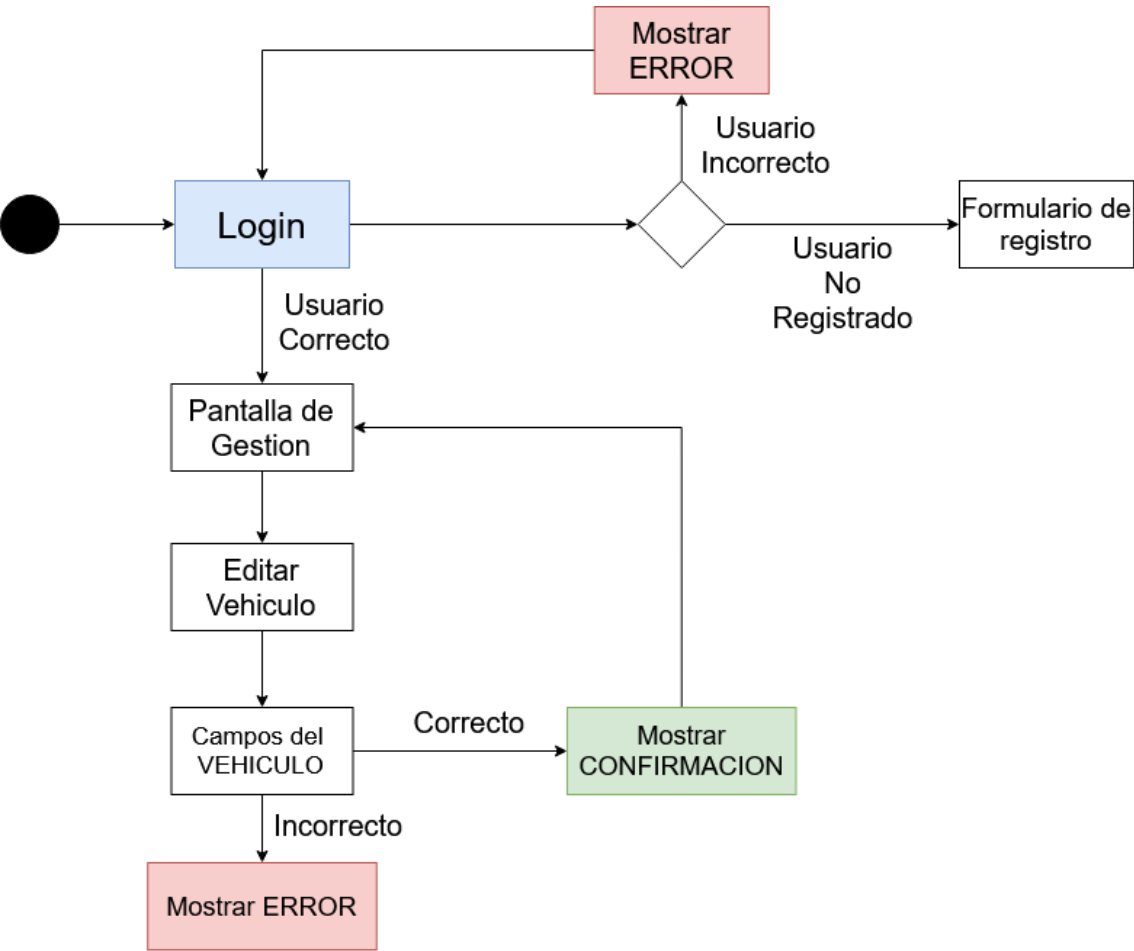 Mostrar
ERROR
Usuario
Incorrecto
Login
Formulario de
registro
Usuario
No
Registrado
Usuario
Correcto
Pantalla de
Gestion
Editar
Vehiculo
Campos del
VEHICULO
Correcto
Mostrar
CONFIRMACION
Incorrecto
Mostrar ERROR